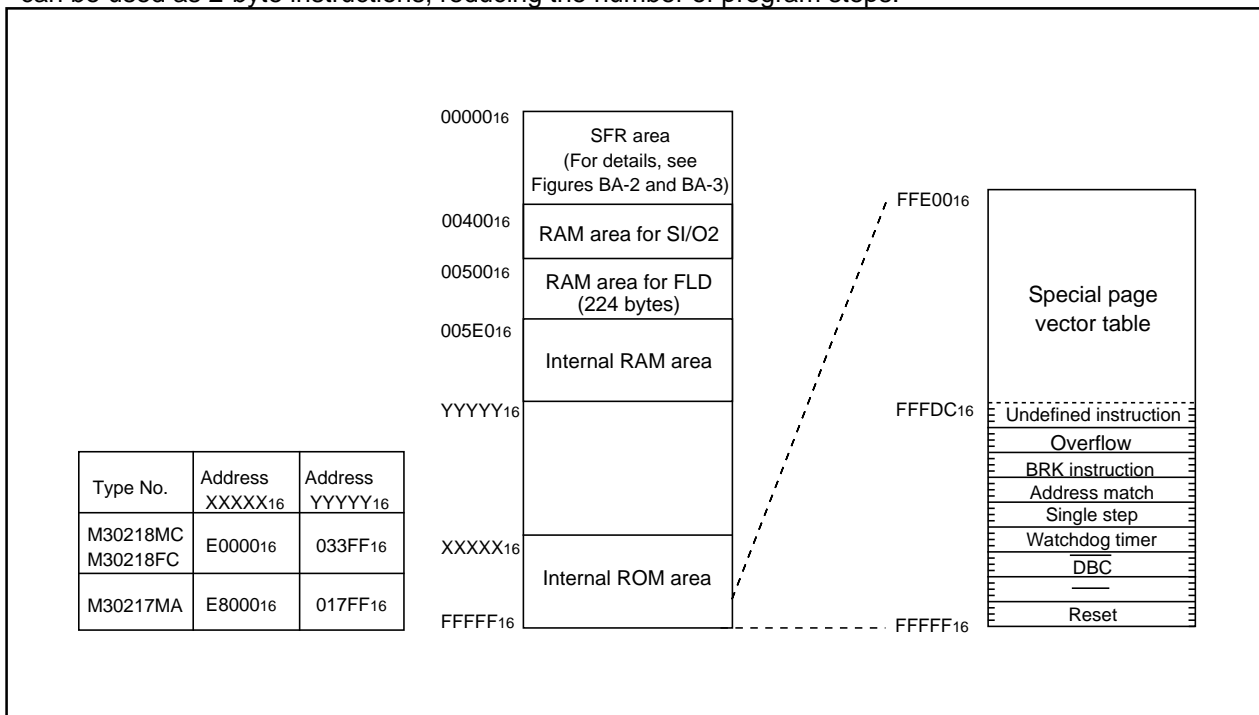 can be used as 2-byte instructions, reducing the number of program steps.
0000016
SFR area
(For details, see
Figures BA-2 and BA-3)
0040016
RAM area for SI/O2
0050016
RAM area for FLD
(224 bytes)
005E016
Internal RAM area
YYYYY16
XXXXX16
Internal ROM area
FFFFF16
Type No.
Address
XXXXX16
Address
YYYYY16
M30218MC
M30218FC
E000016
033FF16
M30217MA
E800016
017FF16
FFE0016
Special page
vector table
FFFDC16
Undefined instruction
Overflow
BRK instruction
Address match
Single step
Watchdog timer
DBC
Reset
FFFFF16